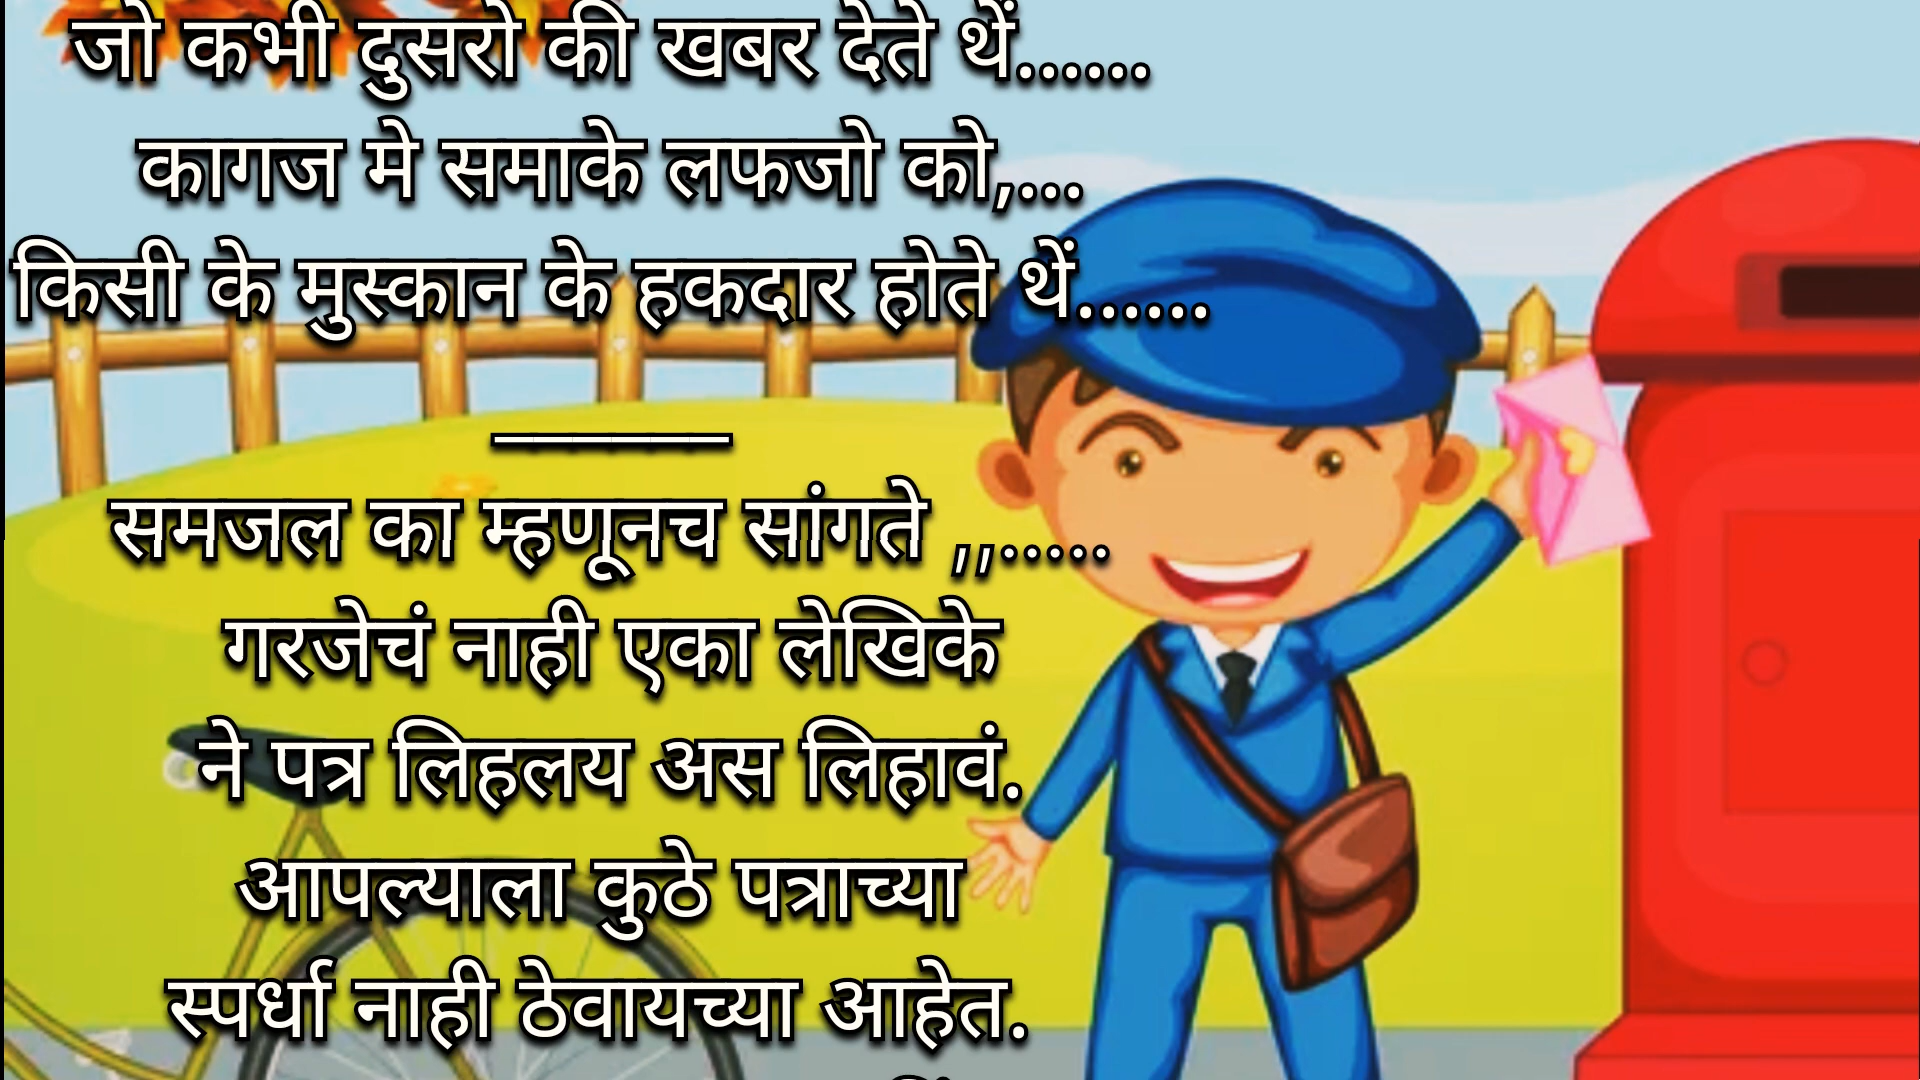 जो कभी दुसरो की खबर देते थें......
कागज मे समाके लफजो को,...
किसी के मुस्कान के हकदार होते थें......
______
समजल का म्हणूनच सांगते ,,.....
गरजेचं नाही एका लेखिके
ने पत्र लिहलय अस लिहावं.
आपल्याला कुठे पत्राच्या
स्पर्धा नाही ठेवायच्या आहेत.